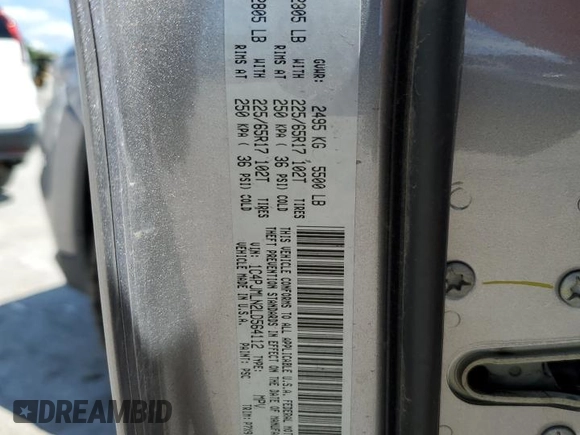 GVWR: 2495 KG 5500 LB
2805 LB WITH 225/65R17 102T TIRES
RIMS AT 250 KPA ( 36 PSI) COLD
2805 LB WITH 225/65R17 102T TIRES
RIMS AT 250 KPA ( 36 PSI) COLD
THIS VEHICLE CONFORMS TO ALL APPLICABLE U.S.A. FEDERAL
THEFT PREVENTION STANDARDS IN EFFECT ON THE DATE OF
VIN: 1C4PJMLN2LD564112 TYPE: MPV
VEHICLE MADE IN U.S.A. PAINT: PSC TRIM:
DREAMBID